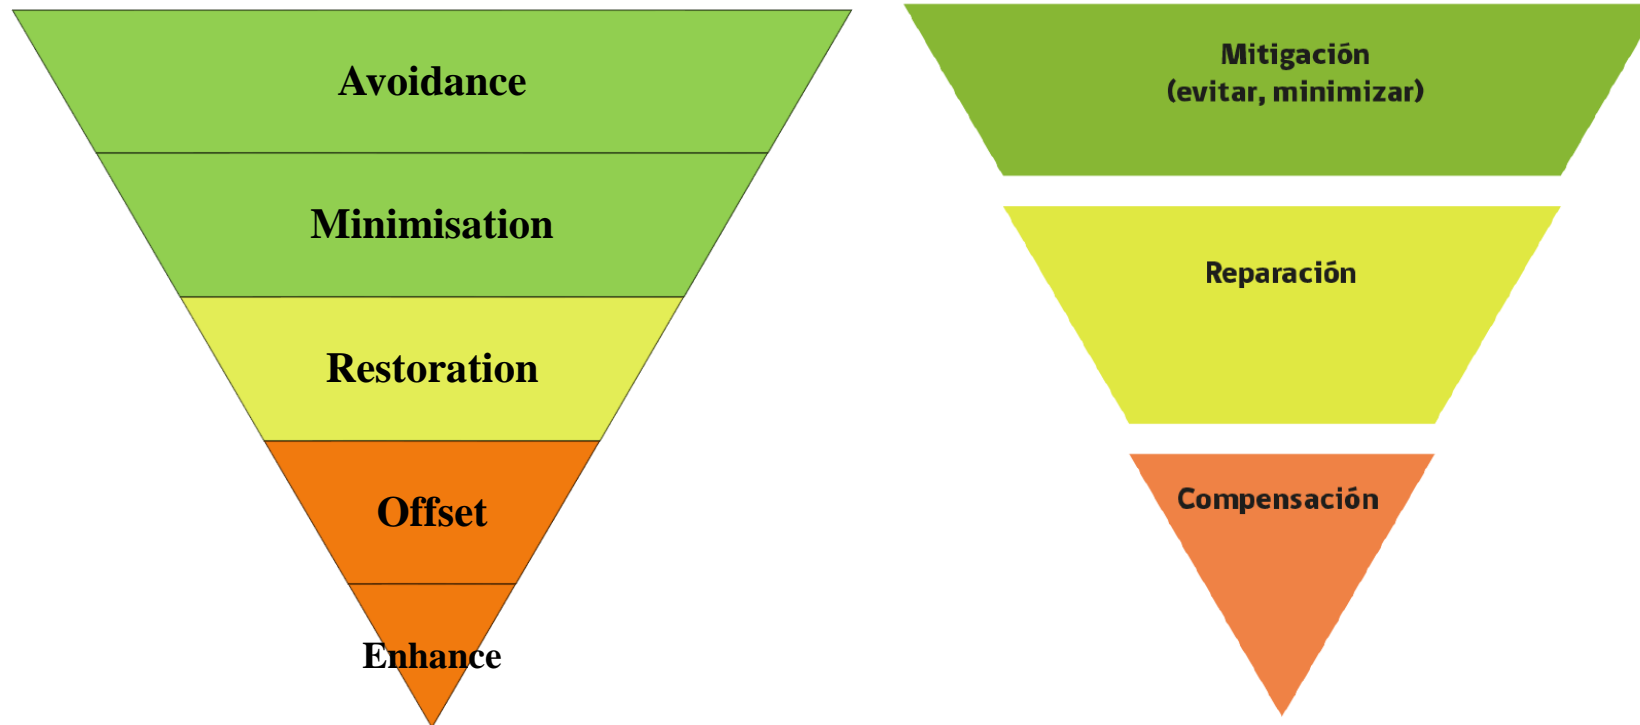 Avoidance
Minimisation
Restoration
Offset
Enhance
Mitigación
(evitar, minimizar)
Reparación
Compensación